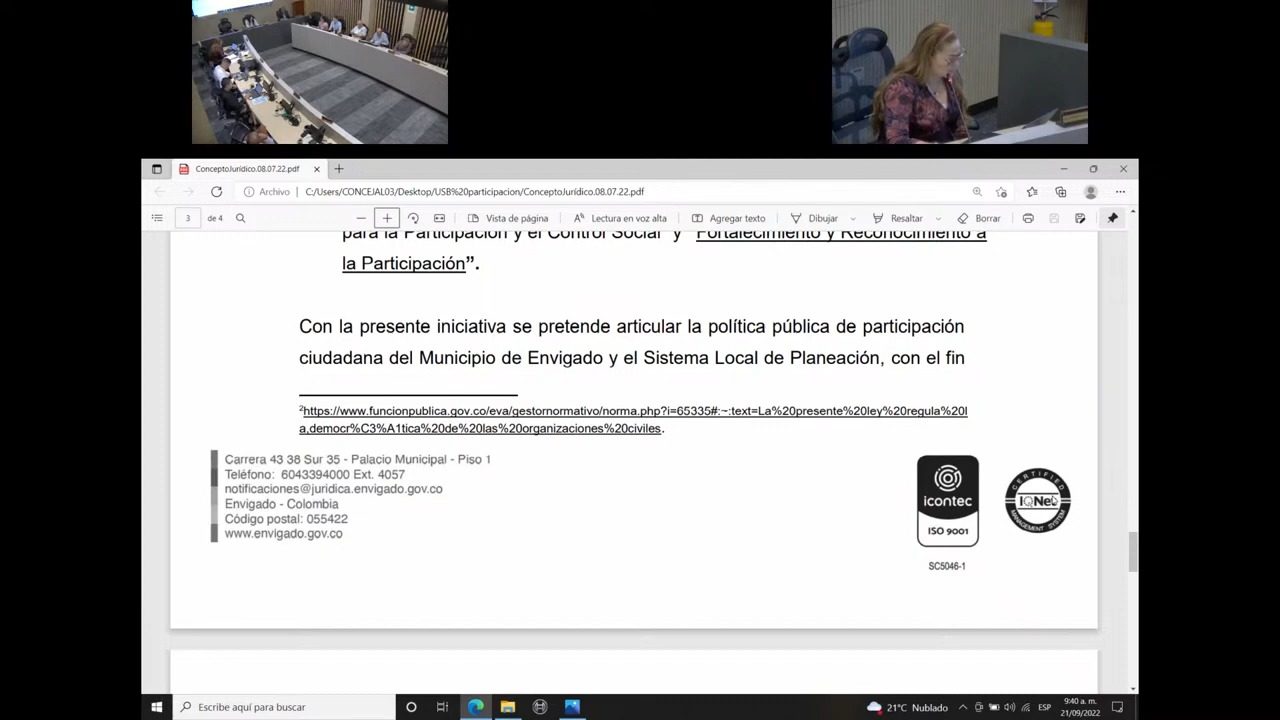 ConceptoJurídico.08.07.22.pdf
Archivo
C:/Users/CONCEJAL03/Desktop/USB%20participacion/ConceptoJurídico.08.07.22.pdf
3 de 4
Vista de página
Lectura en voz alta
Agregar texto
Dibujar
Resaltar
Borrar
para la Participación y el Control Social" y "Fortalecimiento y Reconocimiento a
la Participación".
Con la presente iniciativa se pretende articular la política pública de participación
ciudadana del Municipio de Envigado y el Sistema Local de Planeación, con el fin
2https://www.funcionpublica.gov.co/eva/gestornormativo/norma.php?i=65335#:~:text=La%20presente%20ley%20regula%20l
a,democr%C3%A1tica%20de%20las%20organizaciones%20civiles.
Carrera 43 38 Sur 35 - Palacio Municipal - Piso 1
Teléfono: 6043394000 Ext. 4057
notificaciones@juridica.envigado.gov.co
Envigado - Colombia
Código postal: 055422
www.envigado.gov.co
icontec
ISO 9001
SC5046-1
CERTIFIED
IQNet
MANAGEMENT SYSTEM
Escribe aquí para buscar
21°C Nublado
ESP
9:40 a. m.
21/09/2022